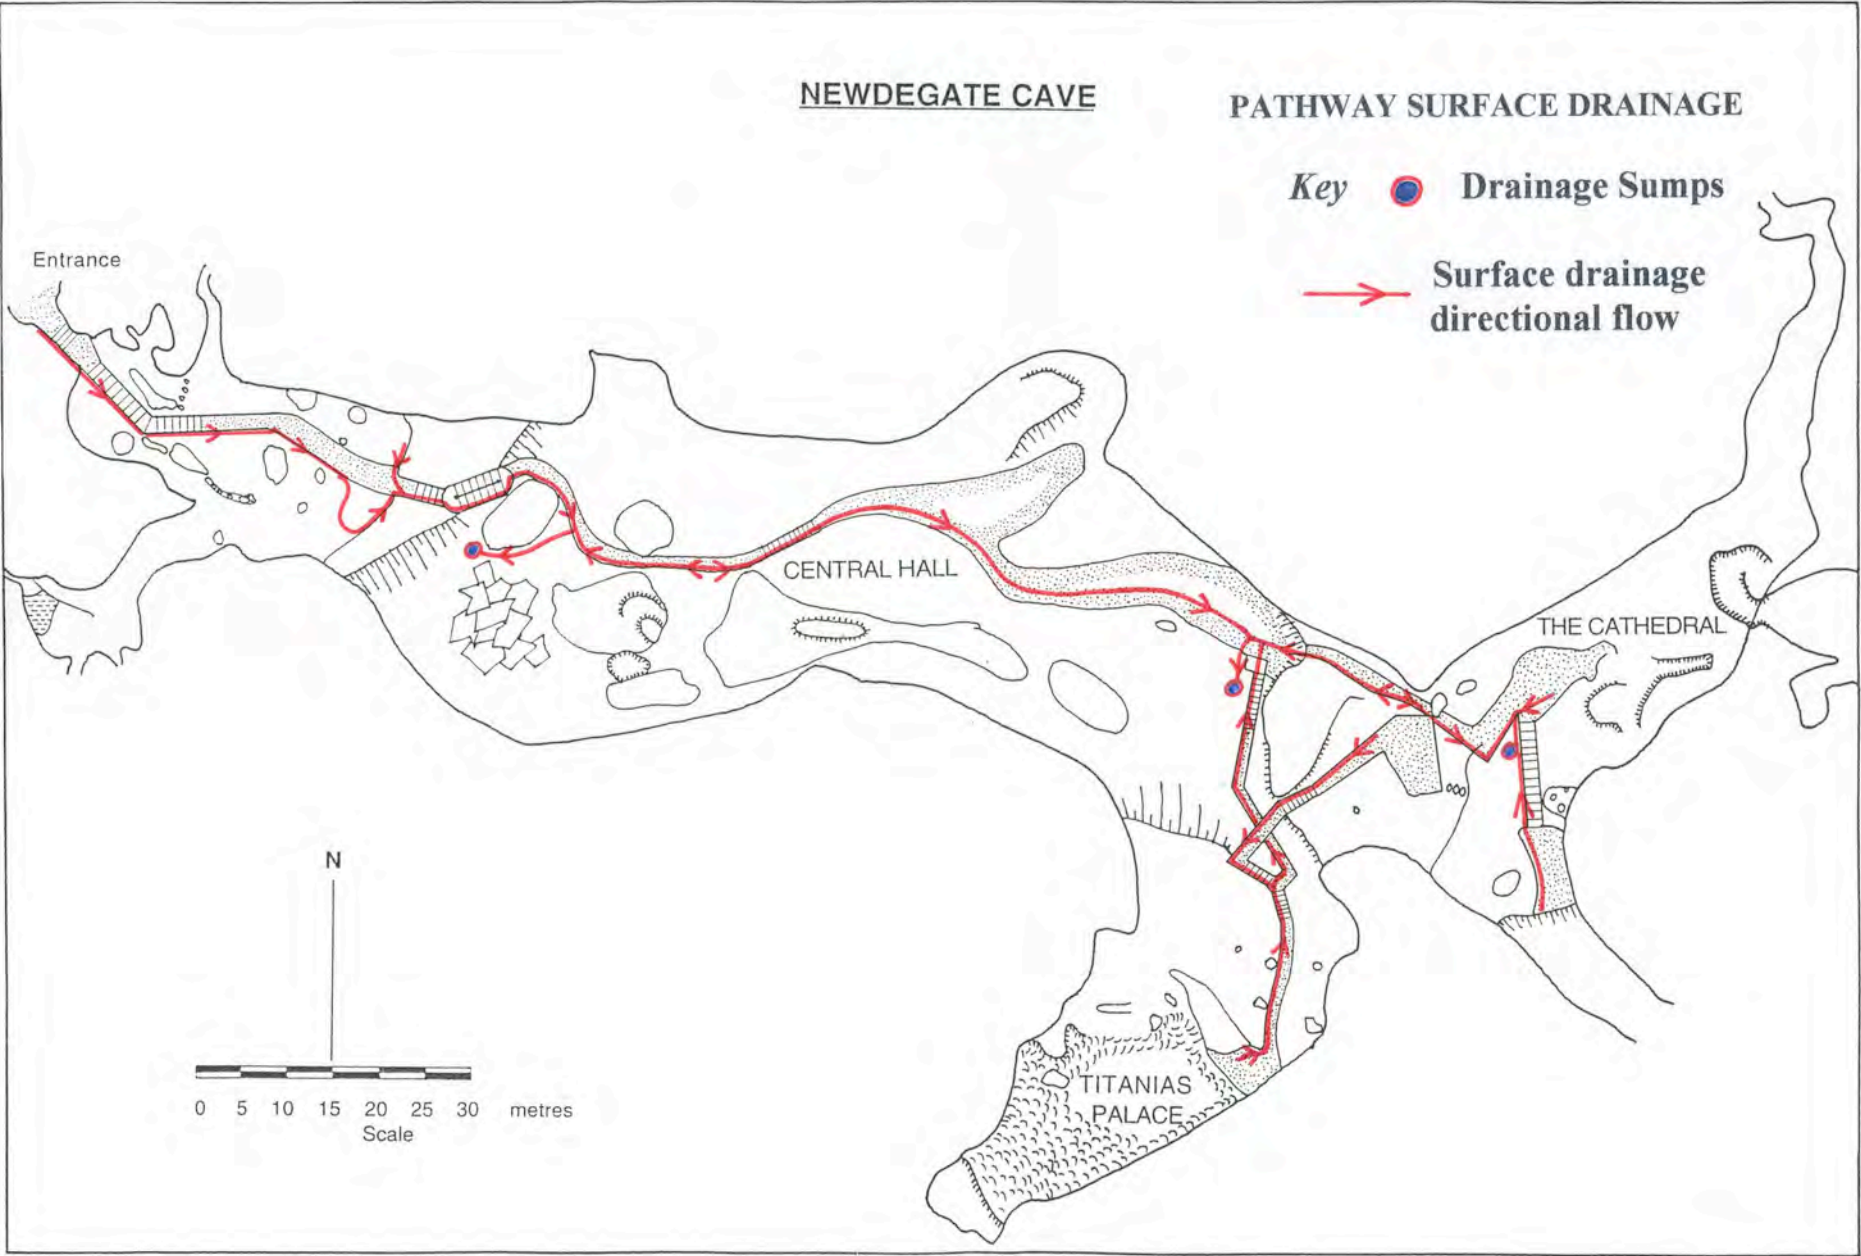 NEWDEGATE CAVE
PATHWAY SURFACE DRAINAGE
Key Drainage Sumps
Surface drainage
directional flow
Entrance
CENTRAL HALL
THE CATHEDRAL
N
TITANIAS
PALACE
0 5 10 15 20 25 30 metres
Scale